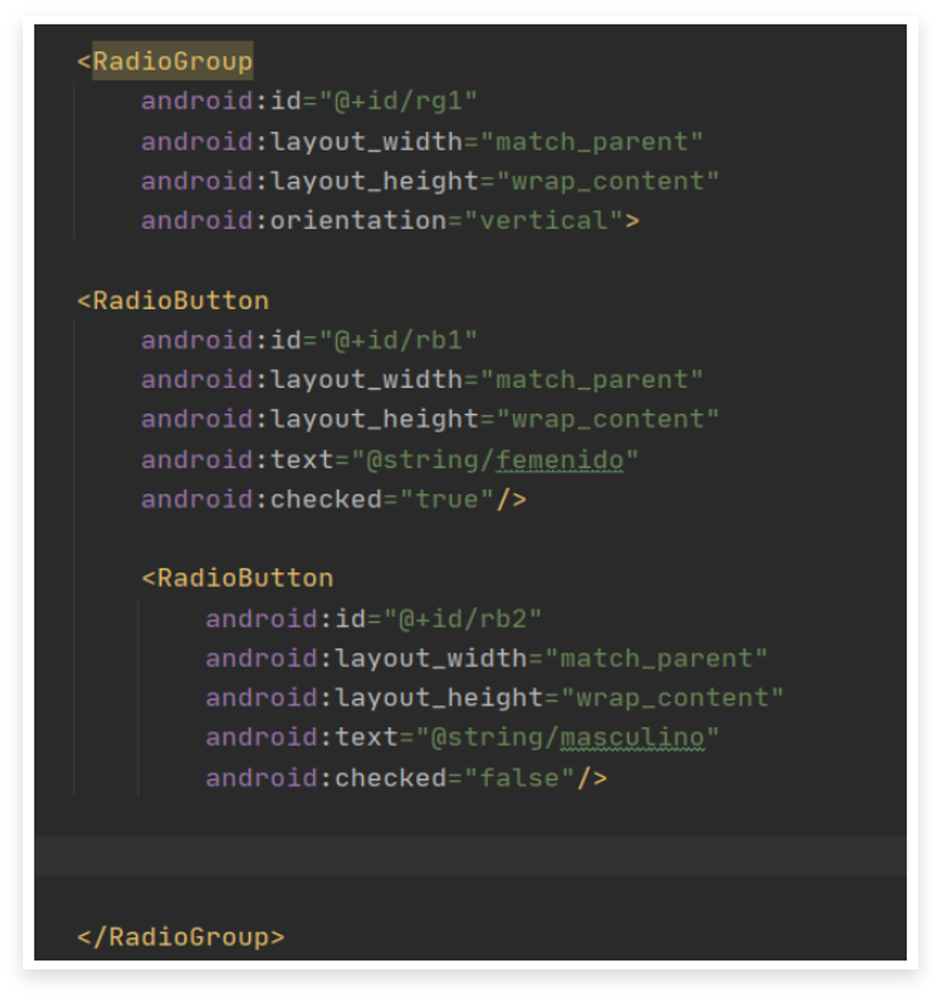 <RadioGroup
android:id="@+id/rg1"
android:layout_width="match_parent"
android:layout_height="wrap_content"
android:orientation="vertical">
<RadioButton
android:id="@+id/rb1"
android:layout_width="match_parent"
android:layout_height="wrap_content"
android:text="@string/femenido"
android:checked="true"/>
<RadioButton
android:id="@+id/rb2"
android:layout_width="match_parent"
android:layout_height="wrap_content"
android:text="@string/masculino"
android:checked="false"/>
</RadioGroup>